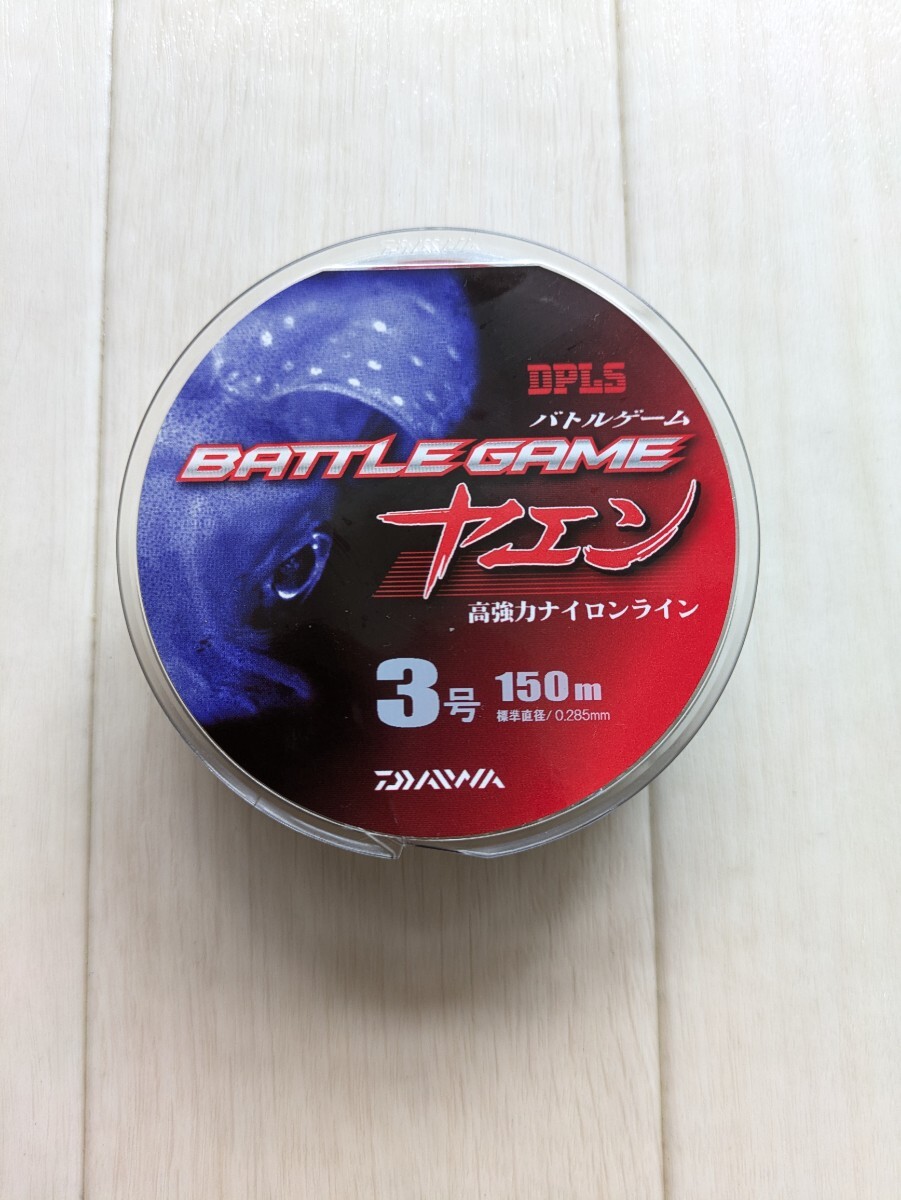 DAIWA
DPLS
バトルゲーム
BATTLE GAME
ヤエン
高強力ナイロンライン
3号 150m
標準直径/0.285mm
DAIWA